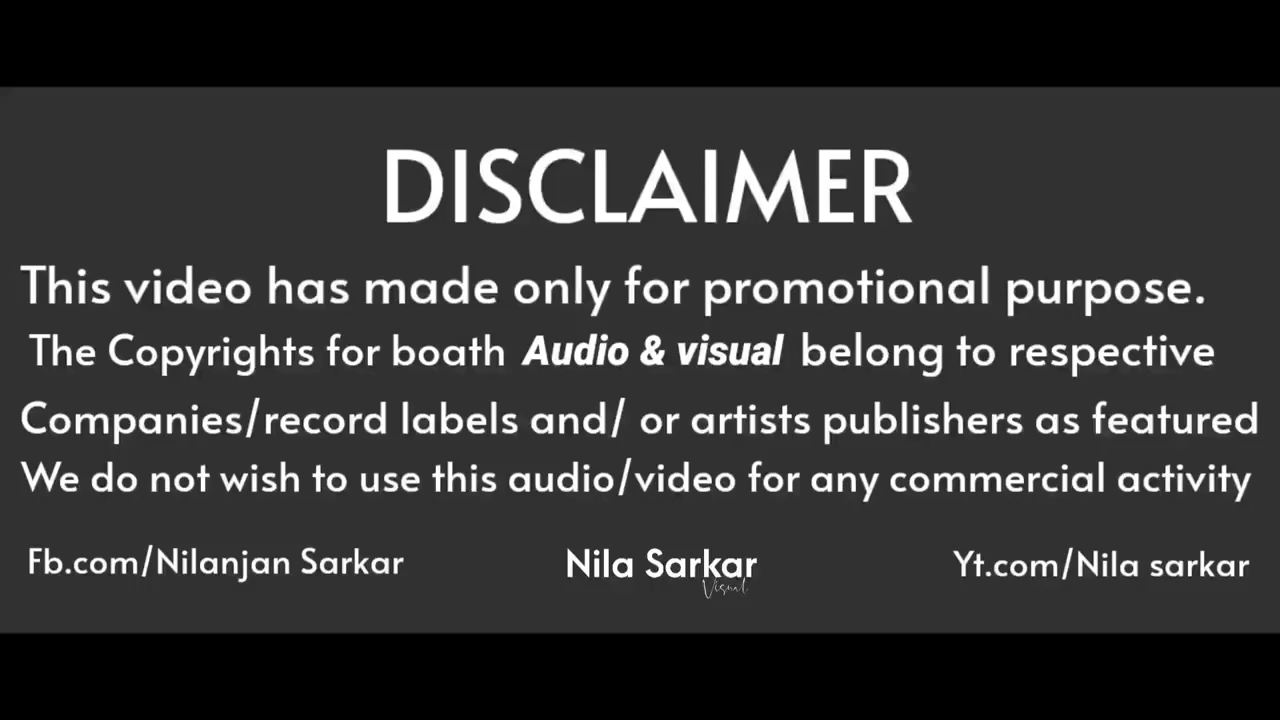 DISCLAIMER
This video has made only for promotional purpose.
The Copyrights for boath Audio & visual belong to respective
Companies/record labels and/ or artists publishers as featured
We do not wish to use this audio/video for any commercial activity
Fb.com/Nilanjan Sarkar
Nila Sarkar
Visual
Yt.com/Nila sarkar